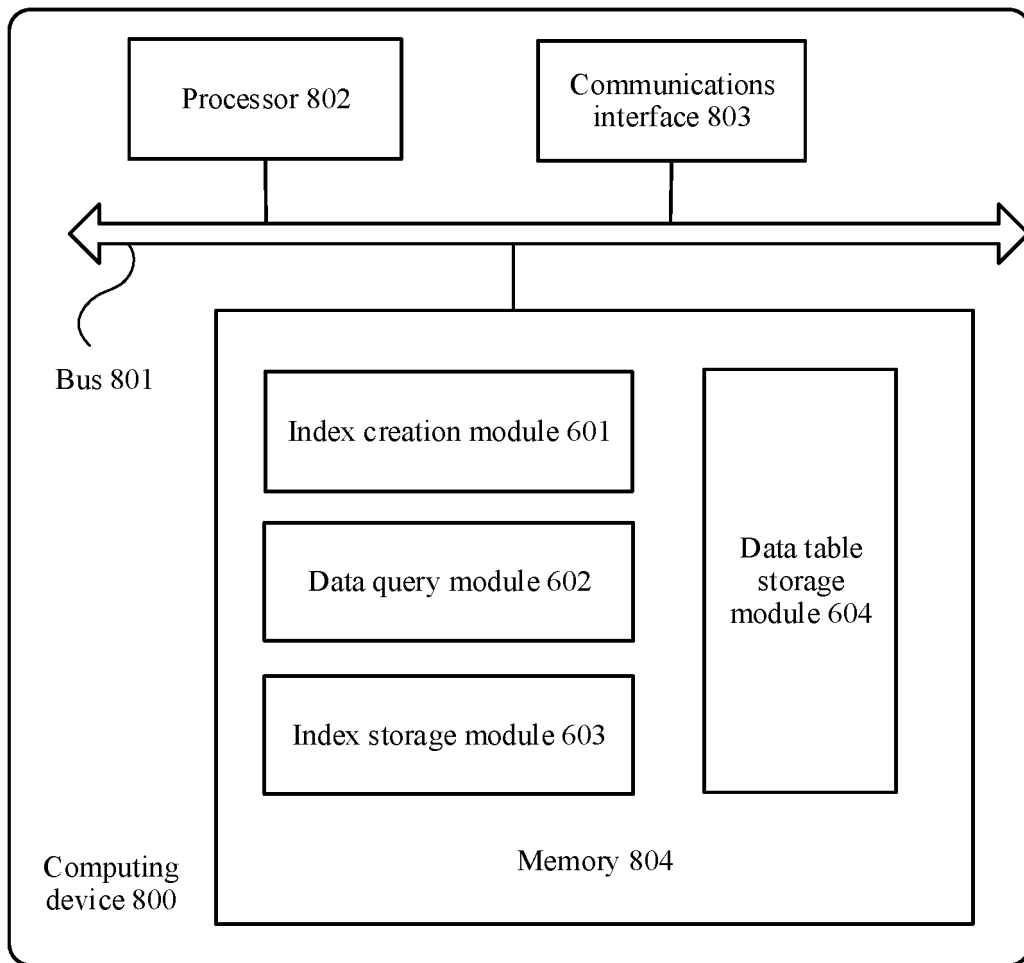 Processor 802
Communications
interface 803
Bus 801
Index creation module 601
Data query module 602
Index storage module 603
Data table
storage
module 604
Memory 804
Computing
device 800